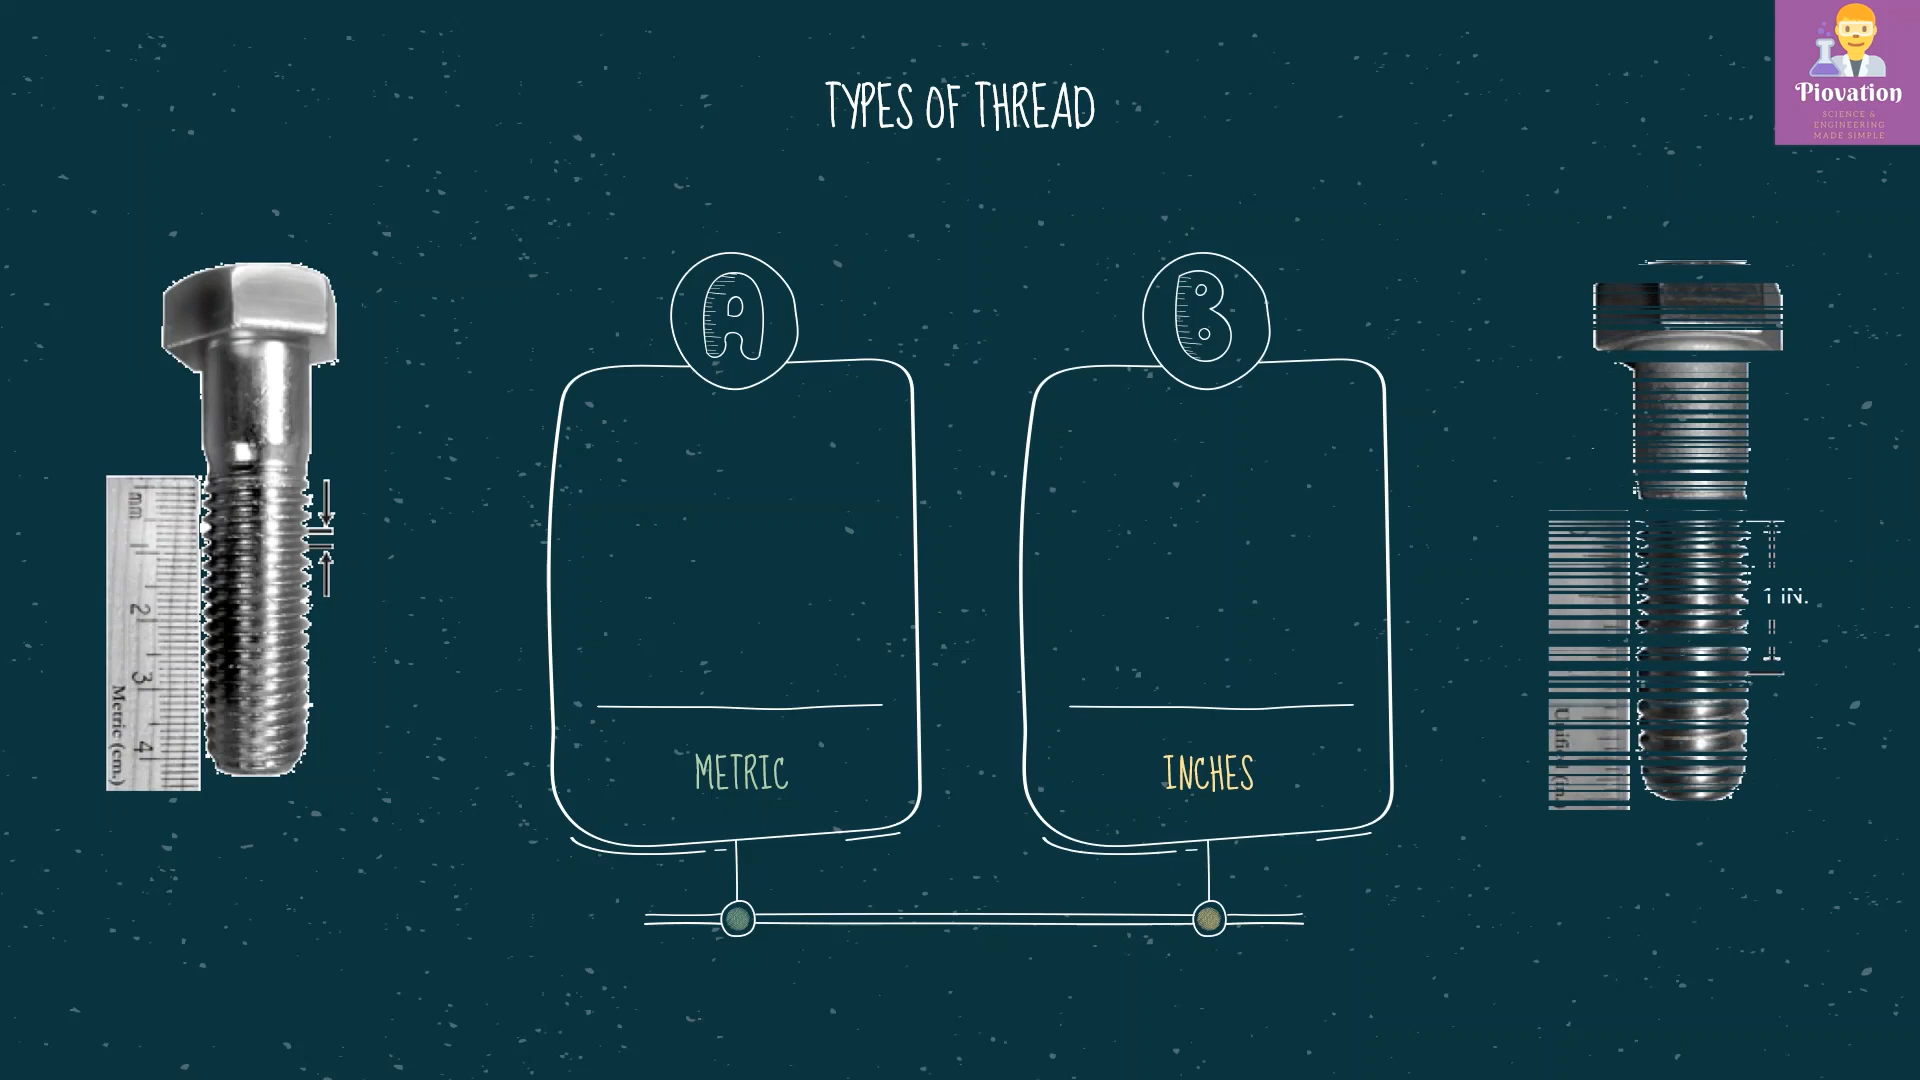 TYPES OF THREAD
Piovation
SCIENCE &
ENGINEERING
MADE SIMPLE
A
B
mm
1
2
3
4
Metric (cm.)
1 IN.
METRIC
INCHES